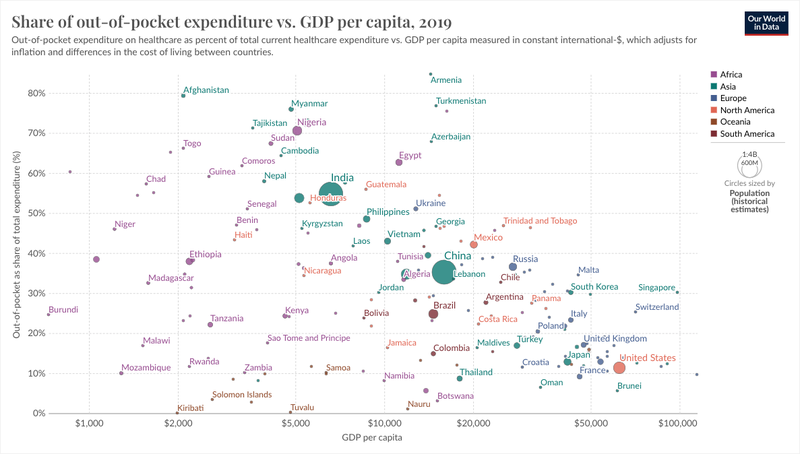 Share of out-of-pocket expenditure vs. GDP per capita, 2019
Our World
in Data
Out-of-pocket expenditure on healthcare as percent of total current healthcare expenditure vs. GDP per capita measured in constant international-$, which adjusts for
inflation and differences in the cost of living between countries.
Out-of-pocket as share of total expenditure (%)
80%
70%
60%
50%
40%
30%
20%
10%
0%
Armenia
Afghanistan
Myanmar
Turkmenistan
Tajikistan
Nigeria
Togo
Sudan
Azerbaijan
Cambodia
Comoros
Egypt
Chad
Guinea
Nepal
India
Guatemala
Honduras
Senegal
Ukraine
Niger
Benin
Kyrgyzstan
Philippines
Georgia
Trinidad and Tobago
Haiti
Laos
Vietnam
Mexico
Ethiopia
Angola
Tunisia
China
Russia
Madagascar
Nicaragua
Algeria
Lebanon
Chile
Malta
Jordan
South Korea
Singapore
Burundi
Kenya
Bolivia
Brazil
Argentina
Panama
Switzerland
Tanzania
Costa Rica
Poland
Italy
Malawi
Sao Tome and Principe
Jamaica
Colombia
Maldives
Turkey
United Kingdom
Mozambique
Rwanda
Zambia
Samoa
Namibia
Thailand
Croatia
Japan
France
United States
Oman
Brunei
Kiribati
Solomon Islands
Tuvalu
Nauru
Botswana
$1,000
$2,000
$5,000
$10,000
$20,000
$50,000
$100,000
GDP per capita
Africa
Asia
Europe
North America
Oceania
South America
1:4B
600M
Circles sized by
Population
(historical
estimates)